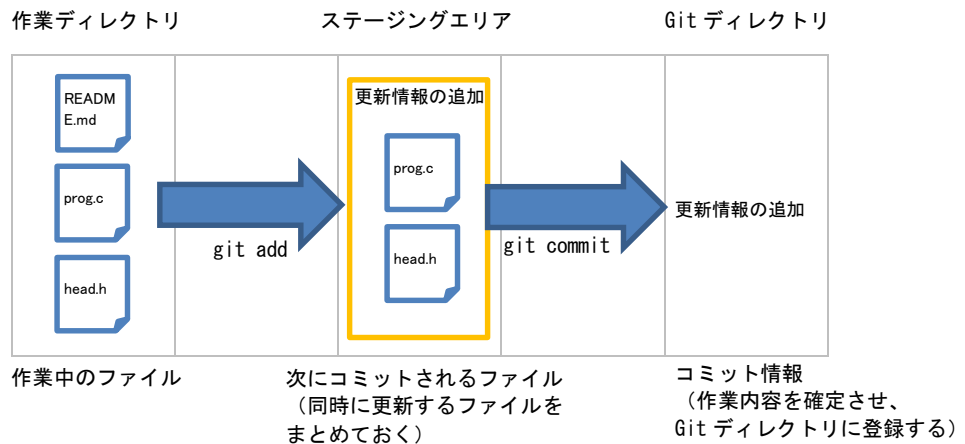 作業ディレクトリ
ステージングエリア
Git ディレクトリ
READM
E.md
prog.c
head.h
git add
更新情報の追加
prog.c
head.h
git commit
更新情報の追加
作業中のファイル
次にコミットされるファイル
（同時に更新するファイルを
まとめておく）
コミット情報
（作業内容を確定させ、
Git ディレクトリに登録する）